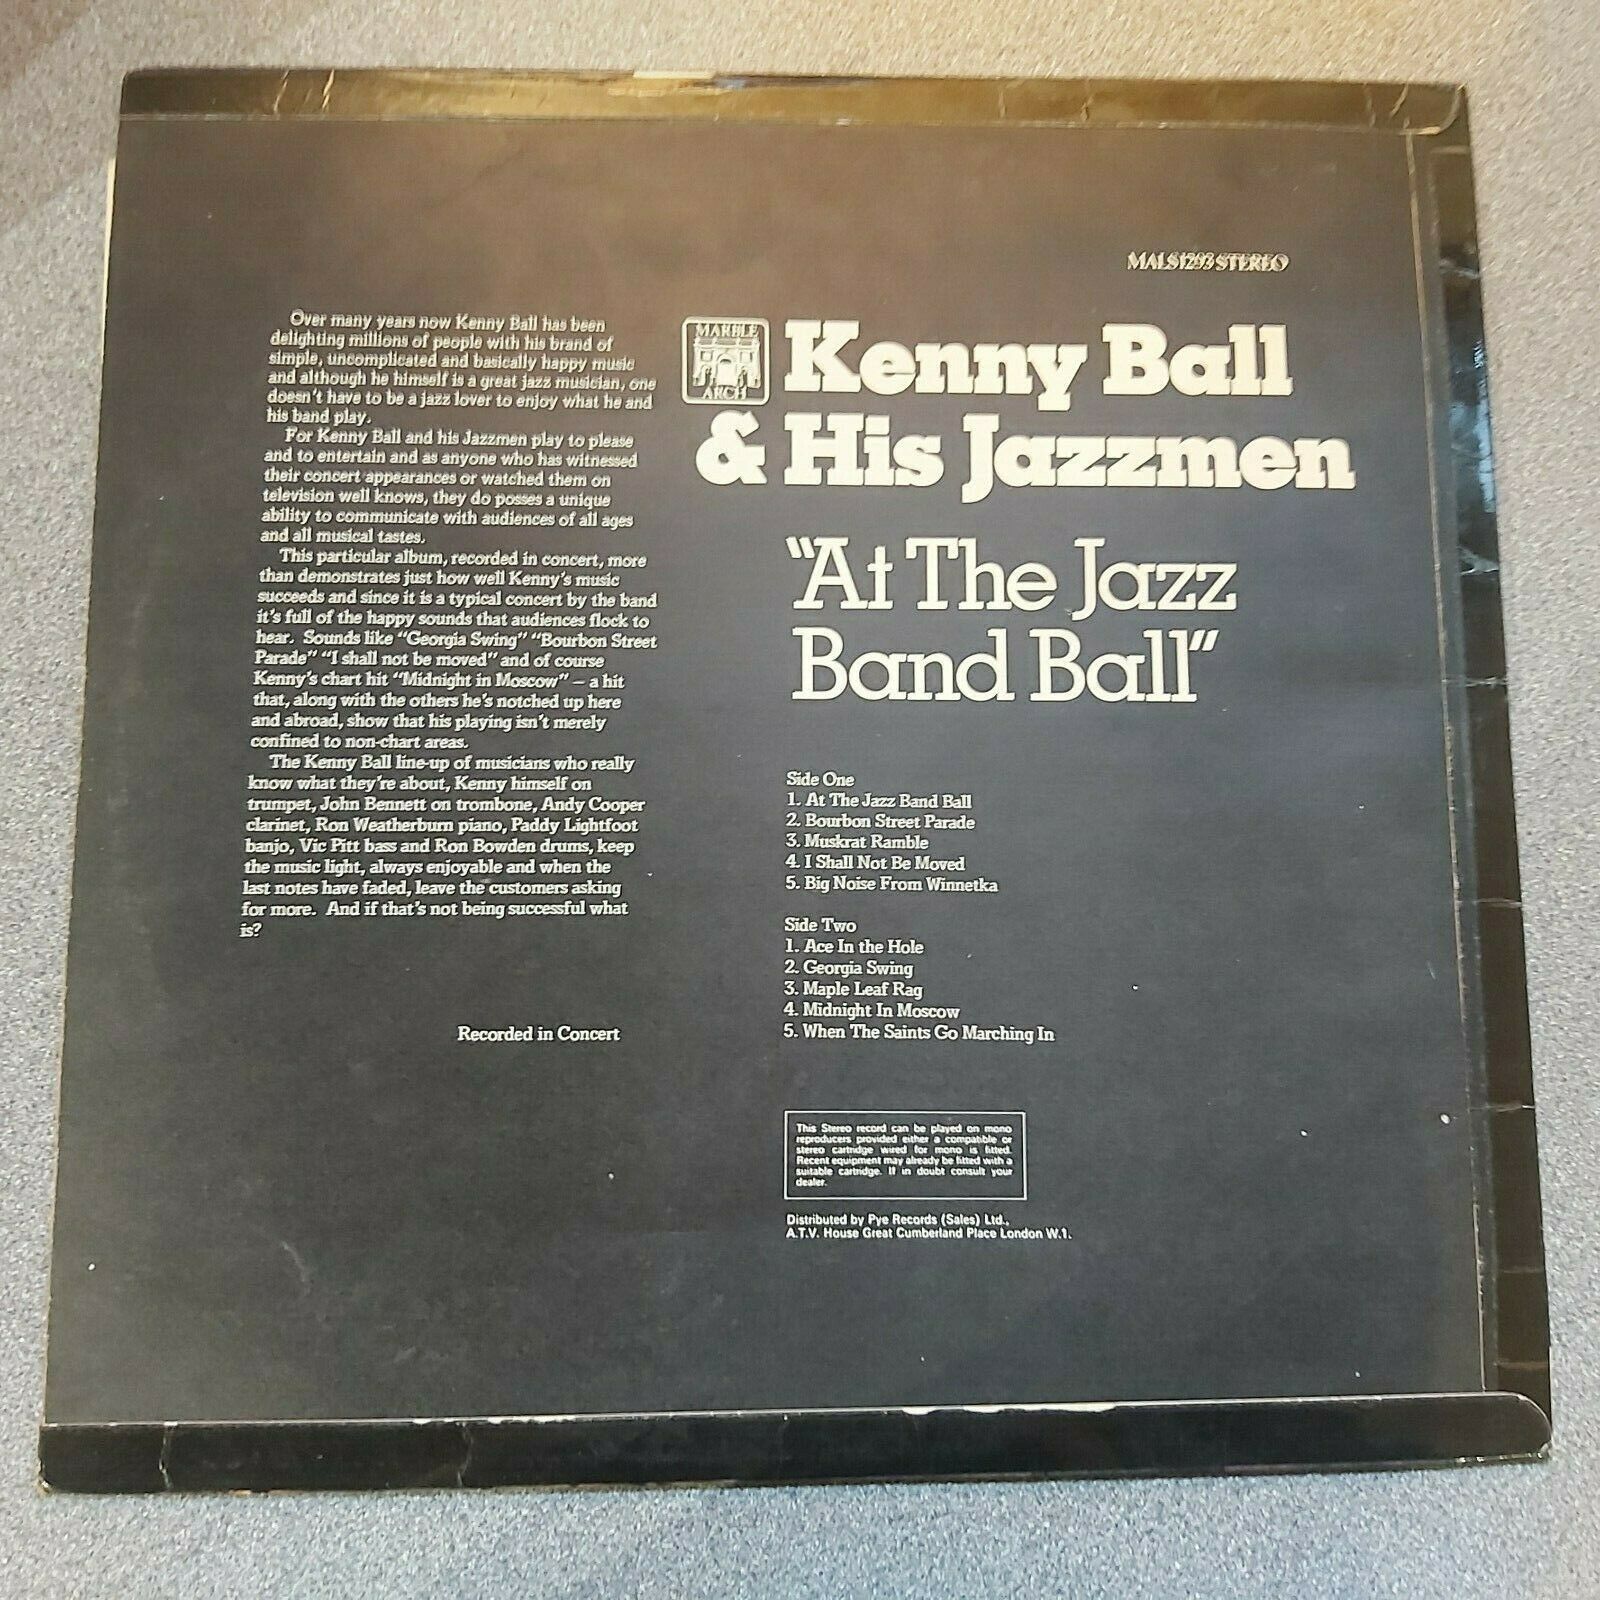 MALS1293 STEREO
Over many years now Kenny Ball has been
delighting millions of people with his brand of
simple, uncomplicated and basically happy music
and although he himself is a great jazz musician, one
doesn't have to be a jazz lover to enjoy what he and
his band play.
For Kenny Ball and his Jazzmen play to please
and to entertain and as anyone who has witnessed
their concert appearances or watched them on
television well knows, they do posses a unique
ability to communicate with audiences of all ages
and all musical tastes.
This particular album, recorded in concert, more
than demonstrates just how well Kenny's music
succeeds and since it is a typical concert by the band
it's full of the happy sounds that audiences flock to
hear. Sounds like "Georgia Swing" "Bourbon Street
Parade" "I shall not be moved" and of course
Kenny's chart hit "Midnight in Moscow" – a hit
that, along with the others he's notched up here
and abroad, show that his playing isn't merely
confined to non-chart areas.
The Kenny Ball line-up of musicians who really
know what they're about, Kenny himself on
trumpet, John Bennett on trombone, Andy Cooper
clarinet, Ron Weatherburn piano, Paddy Lightfoot
banjo, Vic Pitt bass and Ron Bowden drums, keep
the music light, always enjoyable and when the
last notes have faded, leave the customers asking
for more. And if that's not being successful what
is?
Recorded in Concert
MARBLE
ARCH
Kenny Ball
& His Jazzmen
"At The Jazz
Band Ball"
Side One
1. At The Jazz Band Ball
2. Bourbon Street Parade
3. Muskrat Ramble
4. I Shall Not Be Moved
5. Big Noise From Winnetka
Side Two
1. Ace In the Hole
2. Georgia Swing
3. Maple Leaf Rag
4. Midnight In Moscow
5. When The Saints Go Marching In
This Stereo record can be played on mono
reproducers provided either a compatible or
stereo cartridge wired for mono is fitted.
Recent equipment may already be fitted with a
suitable cartridge. If in doubt consult your
dealer.
Distributed by Pye Records (Sales) Ltd.,
A.T.V. House Great Cumberland Place London W.1.